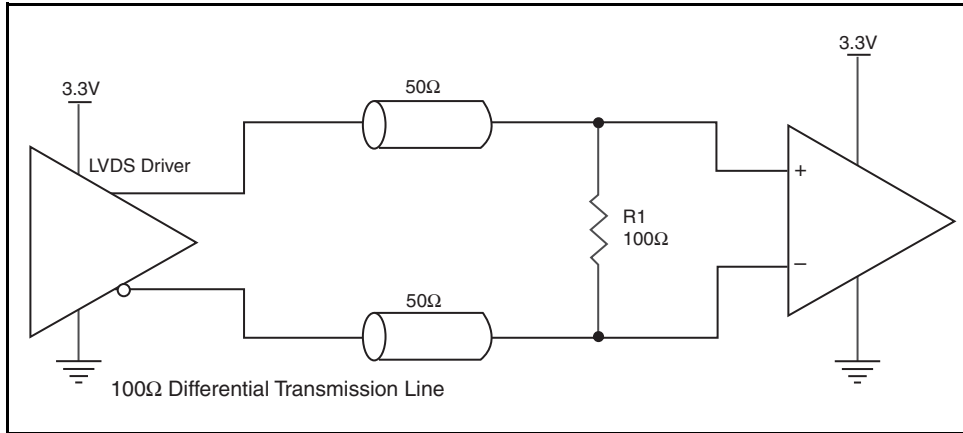 3.3V
50Ω
3.3V
LVDS Driver
+
R1
100Ω
–
50Ω
100Ω Differential Transmission Line